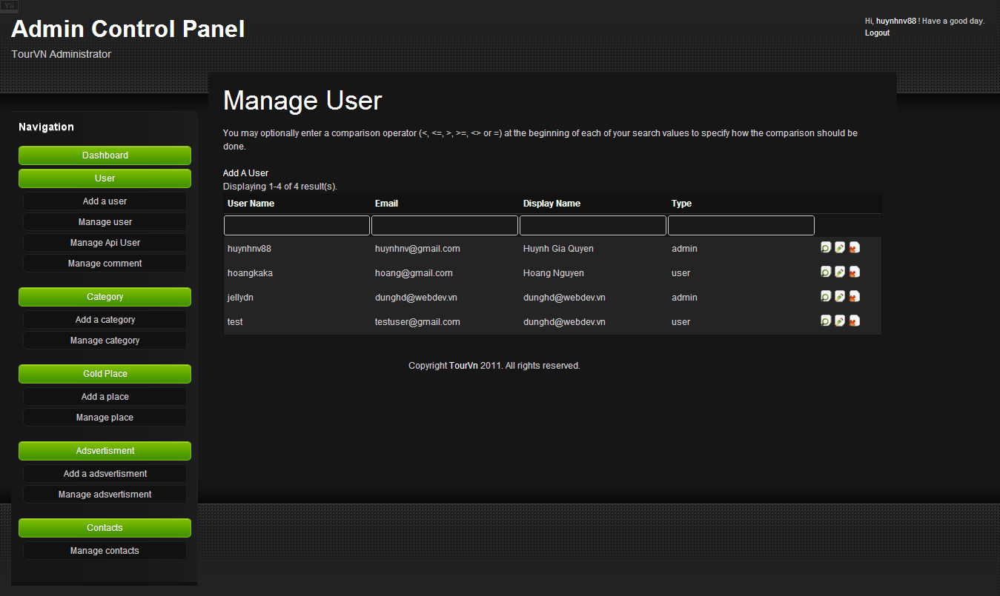 Yii
Admin Control Panel
TourVN Administrator
Hi, huynhnv88 ! Have a good day.
Logout
Navigation
Dashboard
User
Add a user
Manage user
Manage Api User
Manage comment
Category
Add a category
Manage category
Gold Place
Add a place
Manage place
Adsvertisment
Add a adsvertisment
Manage adsvertisment
Contacts
Manage contacts
Manage User
You may optionally enter a comparison operator (<, <=, >, >=, <> or =) at the beginning of each of your search values to specify how the comparison should be
done.
Add A User
Displaying 1-4 of 4 result(s).
User Name Email Display Name Type
huynhnv88 huynhnv@gmail.com Huynh Gia Quyen admin
hoangkaka hoang@gmail.com Hoang Nguyen user
jellydn dunghd@webdev.vn dunghd@webdev.vn admin
test testuser@gmail.com dunghd@webdev.vn user
Copyright TourVn 2011. All rights reserved.